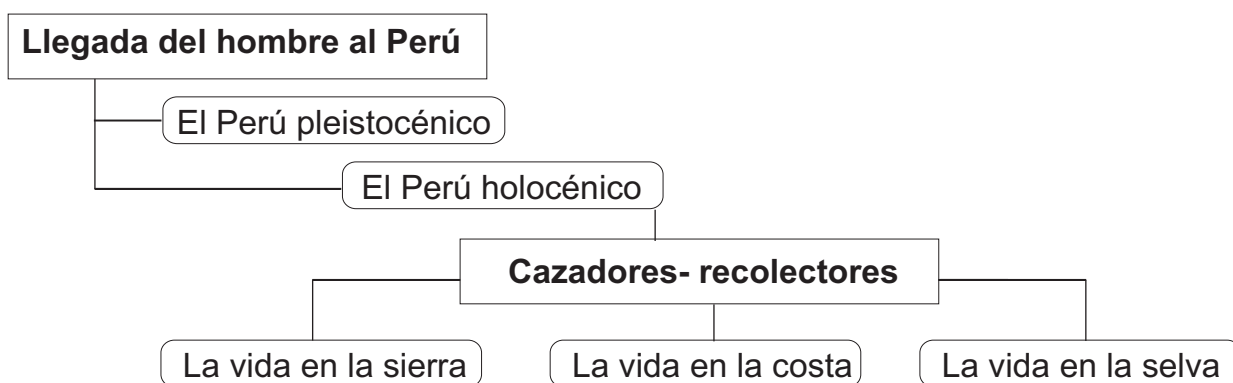 Llegada del hombre al Perú
El Perú pleistocénico
El Perú holocénico
Cazadores- recolectores
La vida en la sierra
La vida en la costa
La vida en la selva